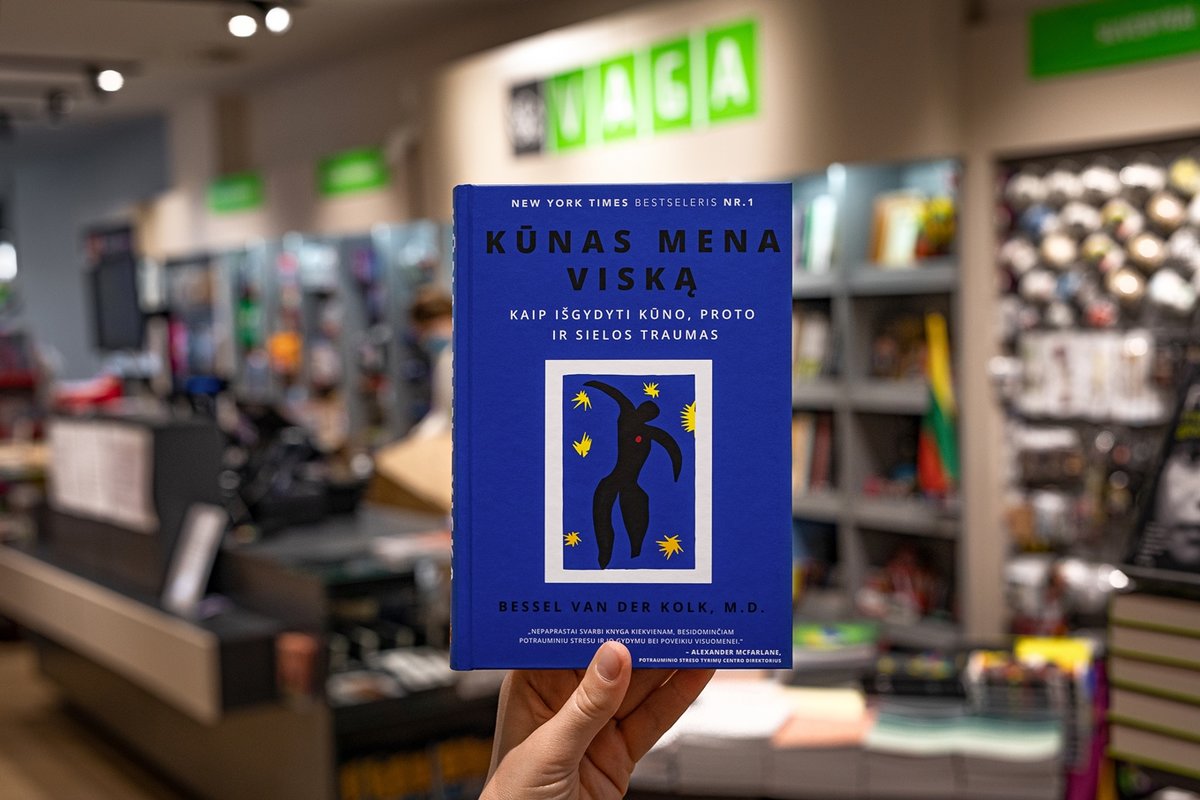 VAGA
NEW YORK TIMES BESTSELERIS NR.1
KŪNAS MENA
VISKĄ
KAIP IŠGYDYTI KŪNO, PROTO
IR SIELOS TRAUMAS
BESSEL VAN DER KOLK, M.D.
„NEPAPRASTAI SVARBI KNYGA KIEKVIENAM, BESIDOMINČIAM
POTRAUMINIU STRESU IR JO GYDYMU BEI POVEIKIU VISUOMENEI.“
– ALEXANDER MCFARLANE,
POTRAUMINIO STRESO TYRIMŲ CENTRO DIREKTORIUS